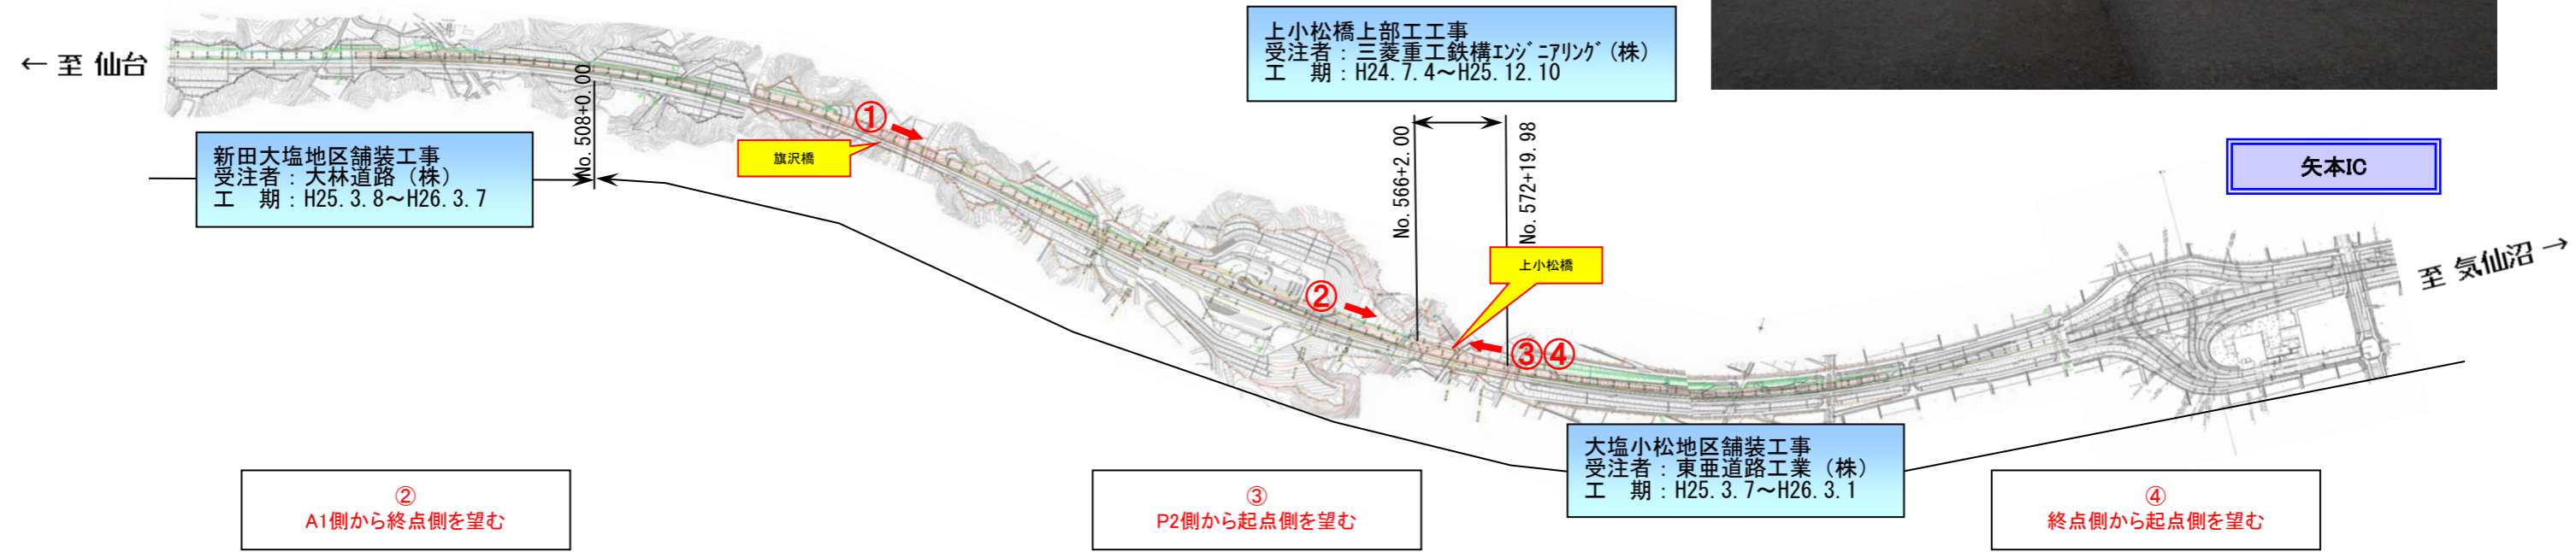 ← 至 仙台
新田大塩地区舗装工事
受注者：大林道路（株）
工　期：H25.3.8～H26.3.7
No.508+0.00
①
旗沢橋
上小松橋上部工工事
受注者：三菱重工鉄構ｴﾝｼﾞﾆｱﾘﾝｸﾞ（株）
工　期：H24.7.4～H25.12.10
No.566+2.00
No.572+19.98
②
上小松橋
③④
矢本IC
至 気仙沼 →
大塩小松地区舗装工事
受注者：東亜道路工業（株）
工　期：H25.3.7～H26.3.1
②
A1側から終点側を望む
③
P2側から起点側を望む
④
終点側から起点側を望む